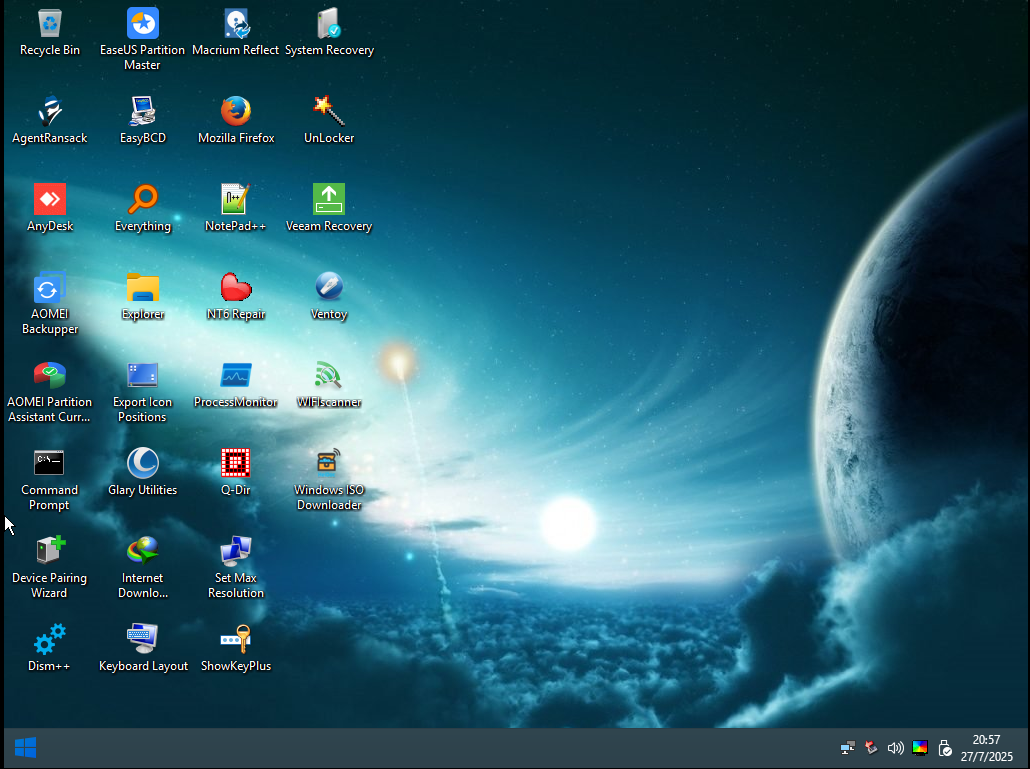 Recycle Bin
EaseUS Partition
Master
Macrium Reflect
System Recovery
AgentRansack
EasyBCD
Mozilla Firefox
UnLocker
AnyDesk
Everything
NotePad++
Veeam Recovery
AOMEI
Backupper
Explorer
NT6 Repair
Ventoy
AOMEI Partition
Assistant Curr...
Export Icon
Positions
ProcessMonitor
WIFIscanner
C:\_
Command
Prompt
Glary Utilities
Q-Dir
Windows ISO
Downloader
Device Pairing
Wizard
Internet
Downlo...
Set Max
Resolution
Dism++
Keyboard Layout
ShowKeyPlus
20:57
27/7/2025